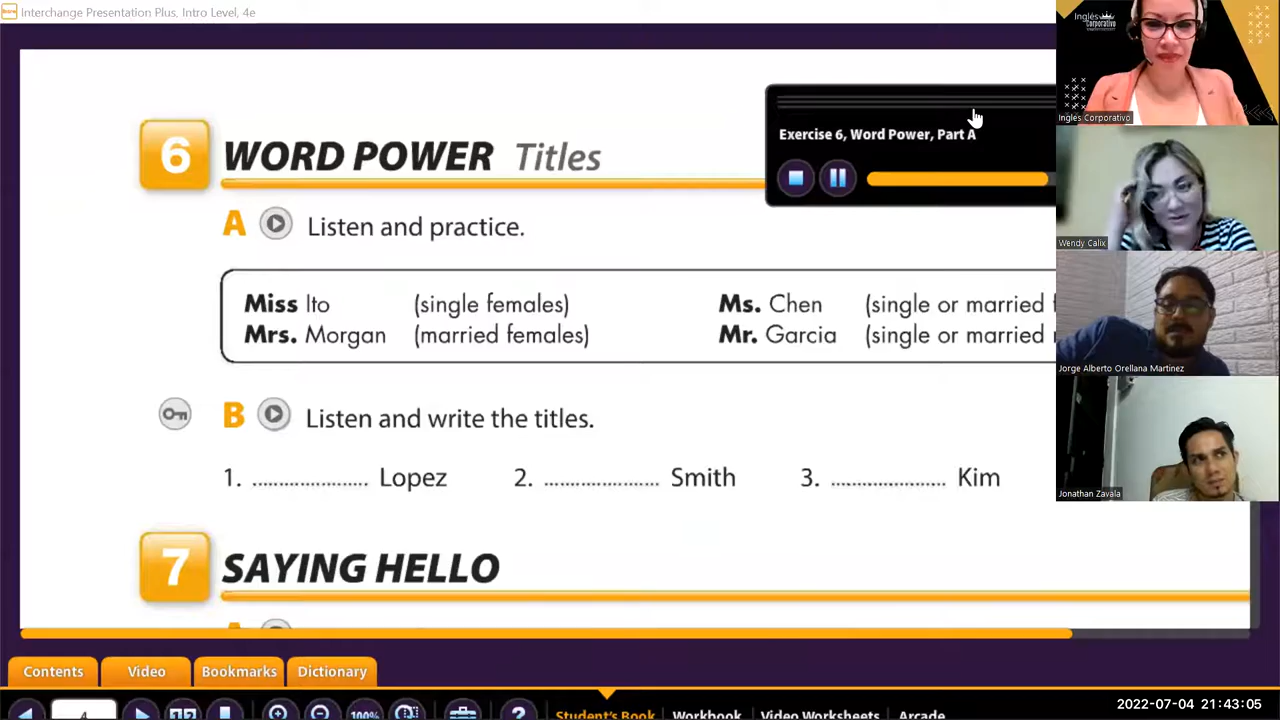 Interchange Presentation Plus, Intro Level, 4e
Inglés
Corporativo
Ingles Corporativo
6 WORD POWER Titles
Exercise 6, Word Power, Part A
A Listen and practice.
Miss Ito (single females) Ms. Chen (single or married f
Mrs. Morgan (married females) Mr. Garcia (single or married
Wendy Calix
Jorge Alberto Orellana Martinez
B Listen and write the titles.
1. .................... Lopez 2. .................... Smith 3. .................... Kim
Jonathan Zavala
7 SAYING HELLO
Contents Video Bookmarks Dictionary
4 100% ? Student's Book Workbook Video Worksheets Arcade
2022-07-04 21:43:05